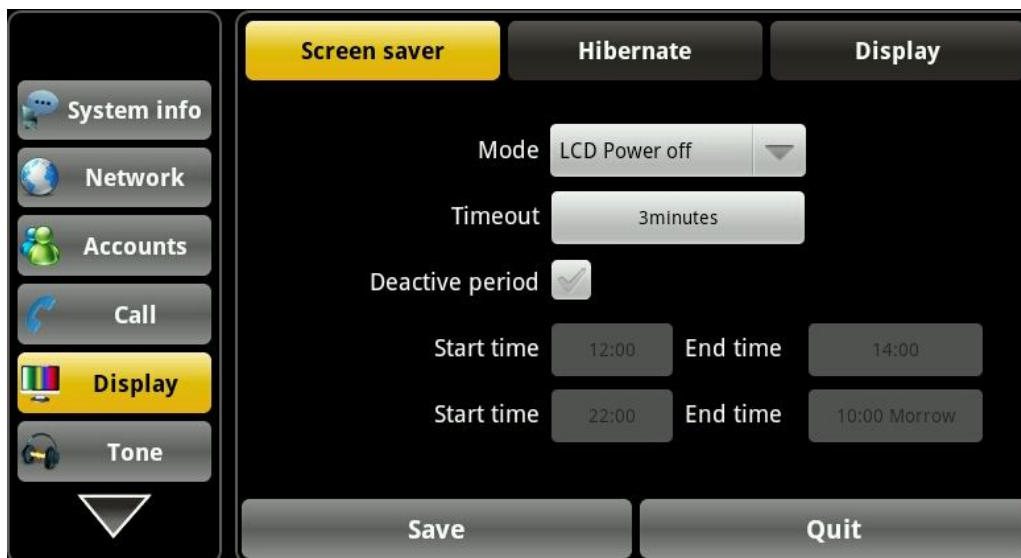 Screen saver Hibernate Display
System info
Network
Accounts
Call
Display
Tone
Mode LCD Power off
Timeout 3minutes
Deactive period
Start time 12:00 End time 14:00
Start time 22:00 End time 10:00 Morrow
Save Quit